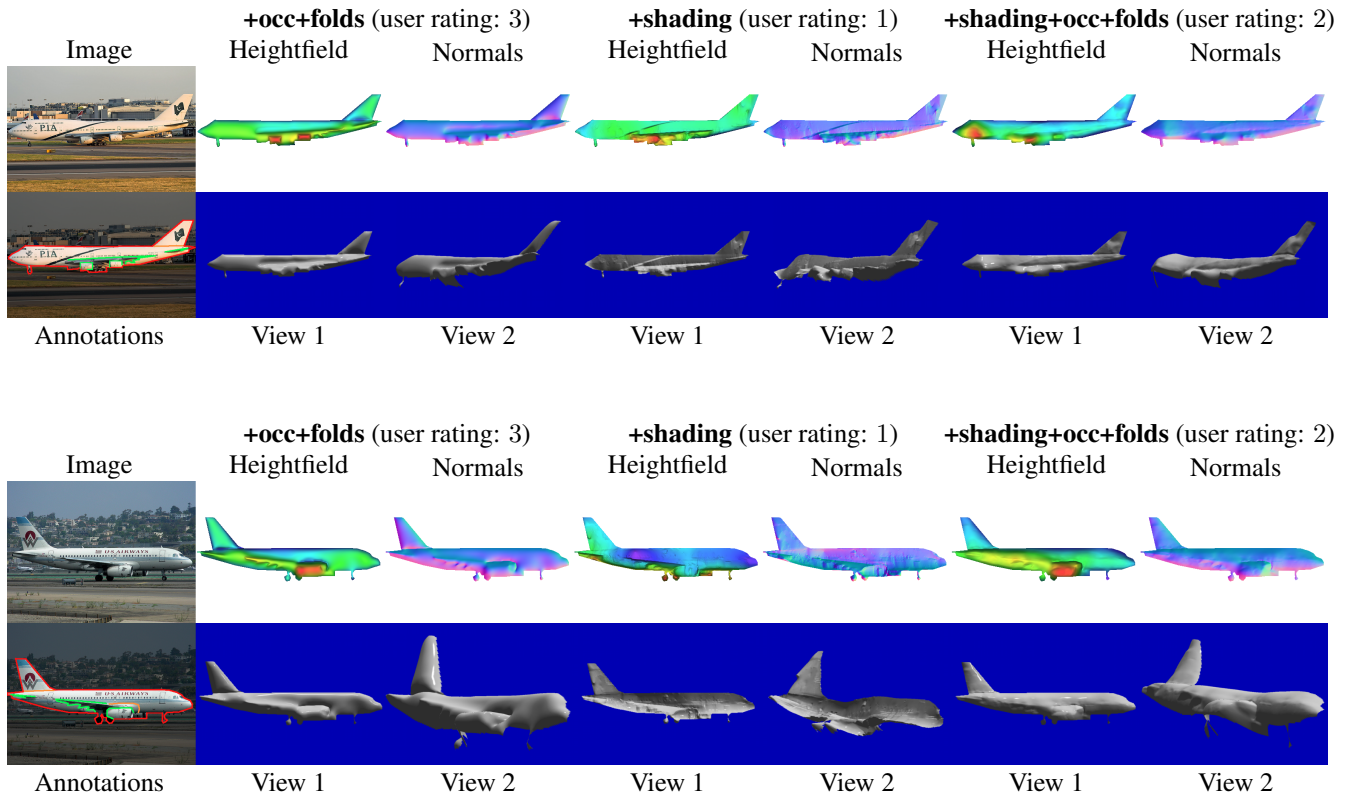 +occ+folds (user rating: 3) +shading (user rating: 1) +shading+occ+folds (user rating: 2)
Image Heightfield Normals Heightfield Normals Heightfield Normals
PIA
PIA
Annotations View 1 View 2 View 1 View 2 View 1 View 2
+occ+folds (user rating: 3) +shading (user rating: 1) +shading+occ+folds (user rating: 2)
Image Heightfield Normals Heightfield Normals Heightfield Normals
U.S AIRWAYS
U.S AIRWAYS
Annotations View 1 View 2 View 1 View 2 View 1 View 2